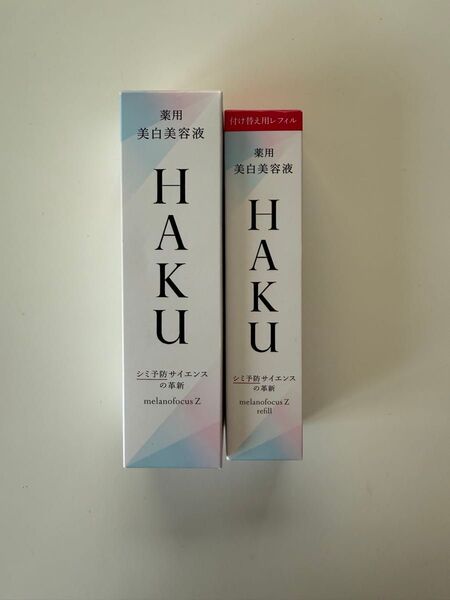 薬用
美白美容液
HAKU
シミ予防サイエンス
の革新
melanofocus Z
付け替え用レフィル
薬用
美白美容液
HAKU
シミ予防サイエンス
の革新
melanofocus Z
refill